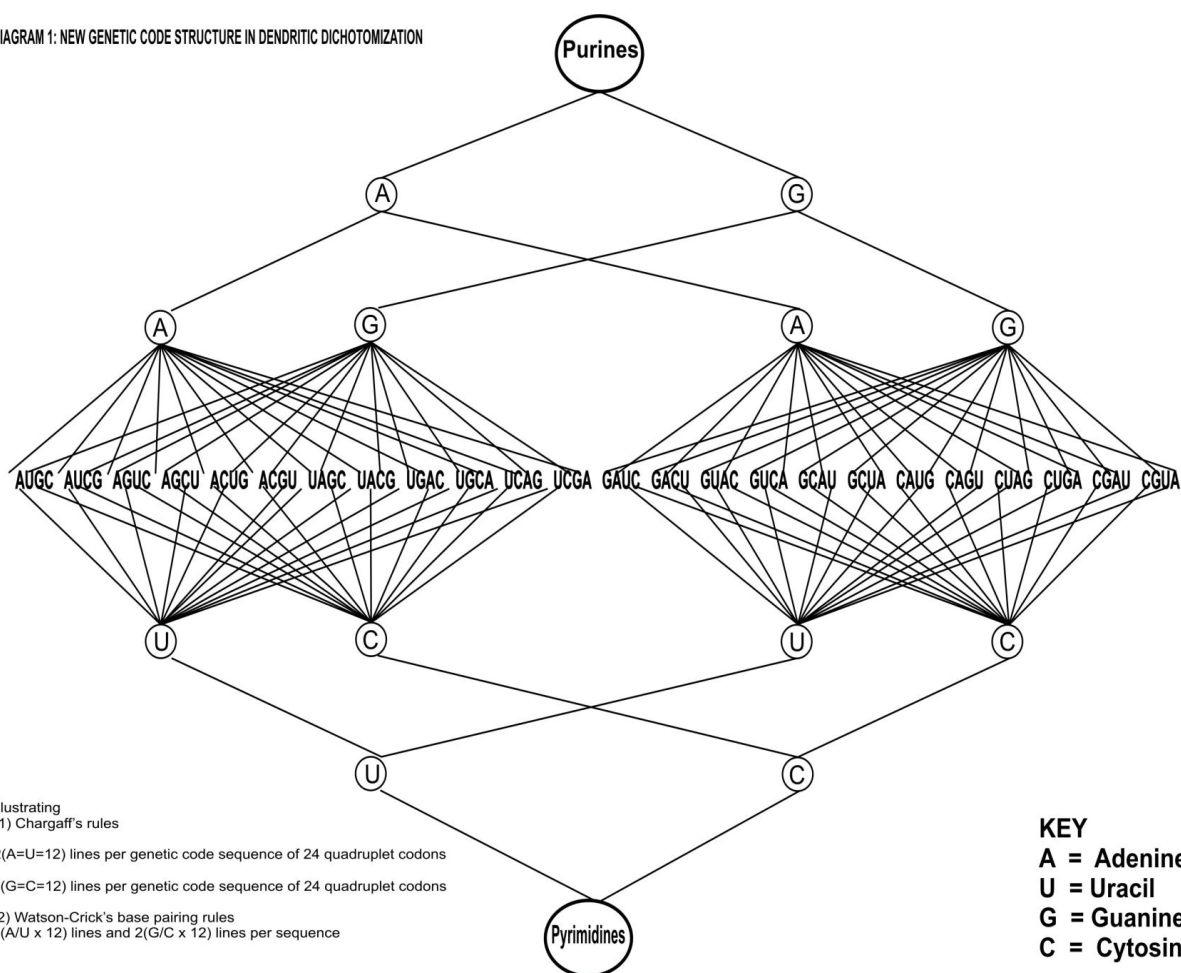 IAGRAM 1: NEW GENETIC CODE STRUCTURE IN DENDRITIC DICHOTOMIZATION
Purines
A G
A G A G
AUGC AUCG AGUC AGCU ACUG ACGU UAGC UACG UGAC UGCA UCAG UCGA GAUC GACU GUAC GUCA GCAU GCUA CAUG CAGU CUAG CUGA CGAU CGUA
U C U C
U C
lustrating
1) Chargaff's rules
(A=U=12) lines per genetic code sequence of 24 quadruplet codons
(G=C=12) lines per genetic code sequence of 24 quadruplet codons
2) Watson-Crick's base pairing rules
(A/U x 12) lines and 2(G/C x 12) lines per sequence
Pyrimidines
KEY
A = Adenine
U = Uracil
G = Guanine
C = Cytosin